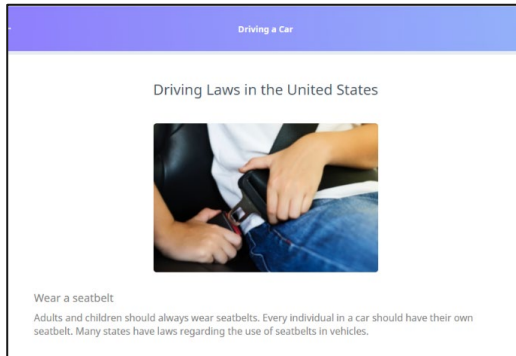 Driving a Car
Driving Laws in the United States
Wear a seatbelt
Adults and children should always wear seatbelts. Every individual in a car should have their own
seatbelt. Many states have laws regarding the use of seatbelts in vehicles.